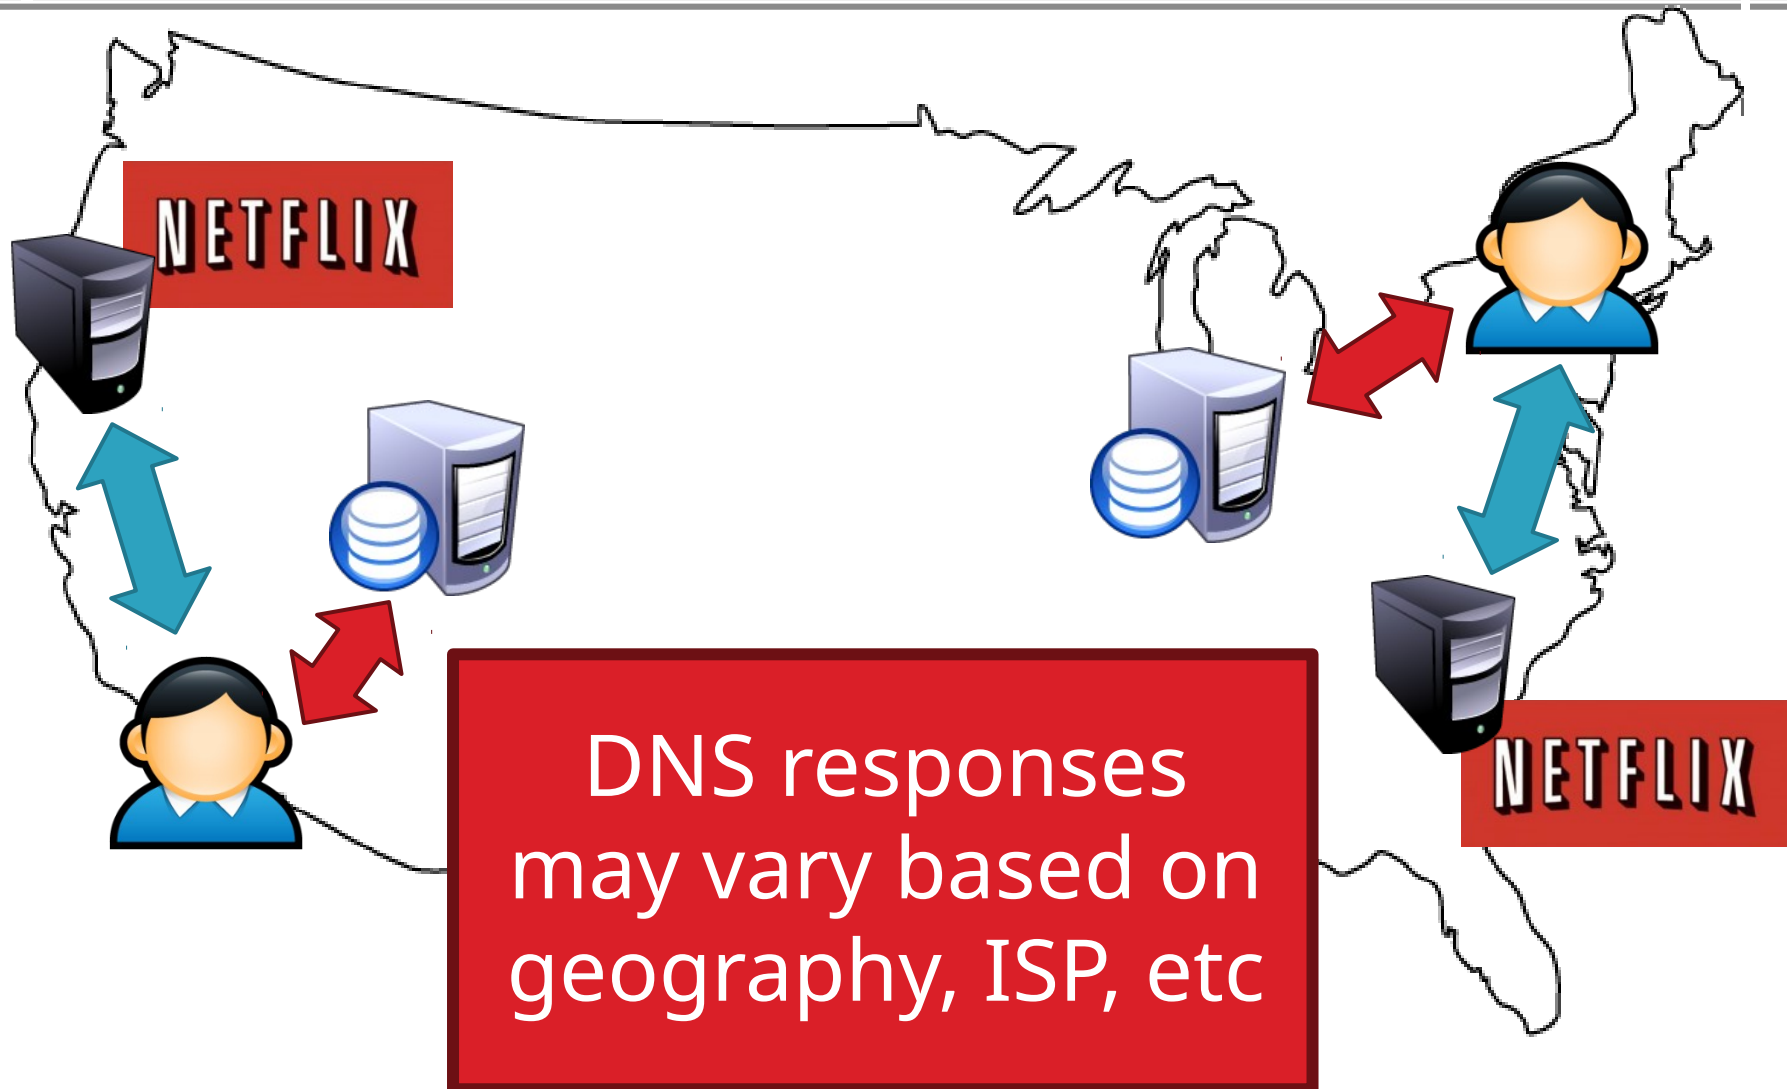 NETFLIX
NETFLIX
DNS responses
may vary based on
geography, ISP, etc